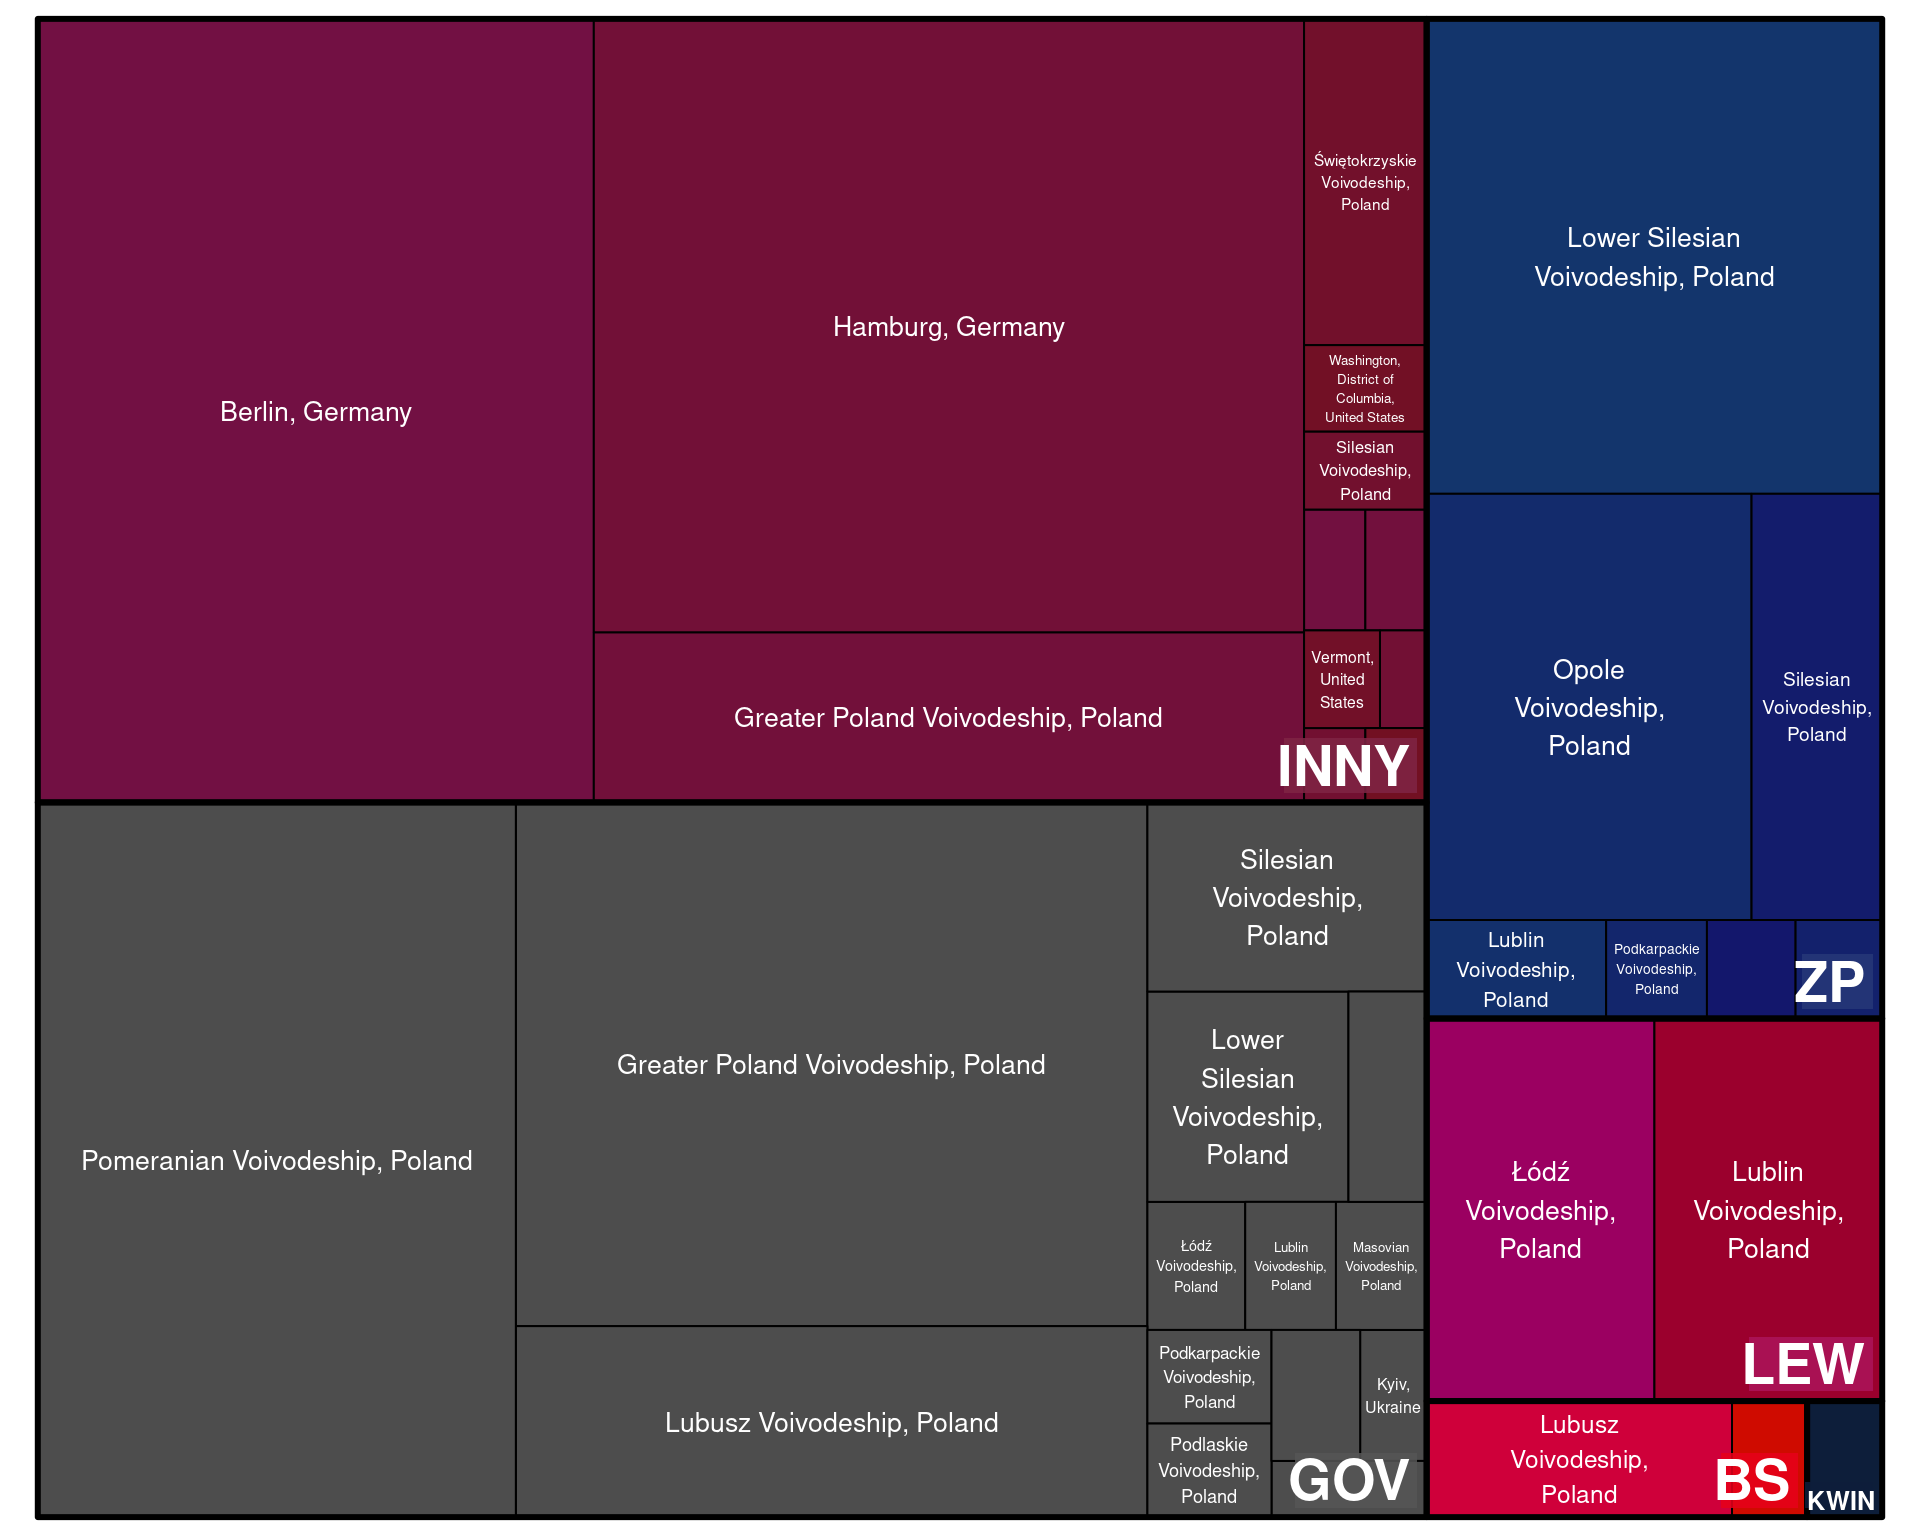 Berlin, Germany
Hamburg, Germany
Greater Poland Voivodeship, Poland
Świętokrzyskie
Voivodeship,
Poland
Washington,
District of
Columbia,
United States
Silesian
Voivodeship,
Poland
Vermont,
United
States
INNY
Pomeranian Voivodeship, Poland
Greater Poland Voivodeship, Poland
Lubusz Voivodeship, Poland
Silesian
Voivodeship,
Poland
Lower
Silesian
Voivodeship,
Poland
Łódź
Voivodeship,
Poland
Lublin
Voivodeship,
Poland
Masovian
Voivodeship,
Poland
Podkarpackie
Voivodeship,
Poland
Kyiv,
Ukraine
Podlaskie
Voivodeship,
Poland
GOV
Lower Silesian
Voivodeship, Poland
Opole
Voivodeship,
Poland
Silesian
Voivodeship,
Poland
Lublin
Voivodeship,
Poland
Podkarpackie
Voivodeship,
Poland
ZP
Łódź
Voivodeship,
Poland
Lublin
Voivodeship,
Poland
LEW
Lubusz
Voivodeship,
Poland
BS
KWIN